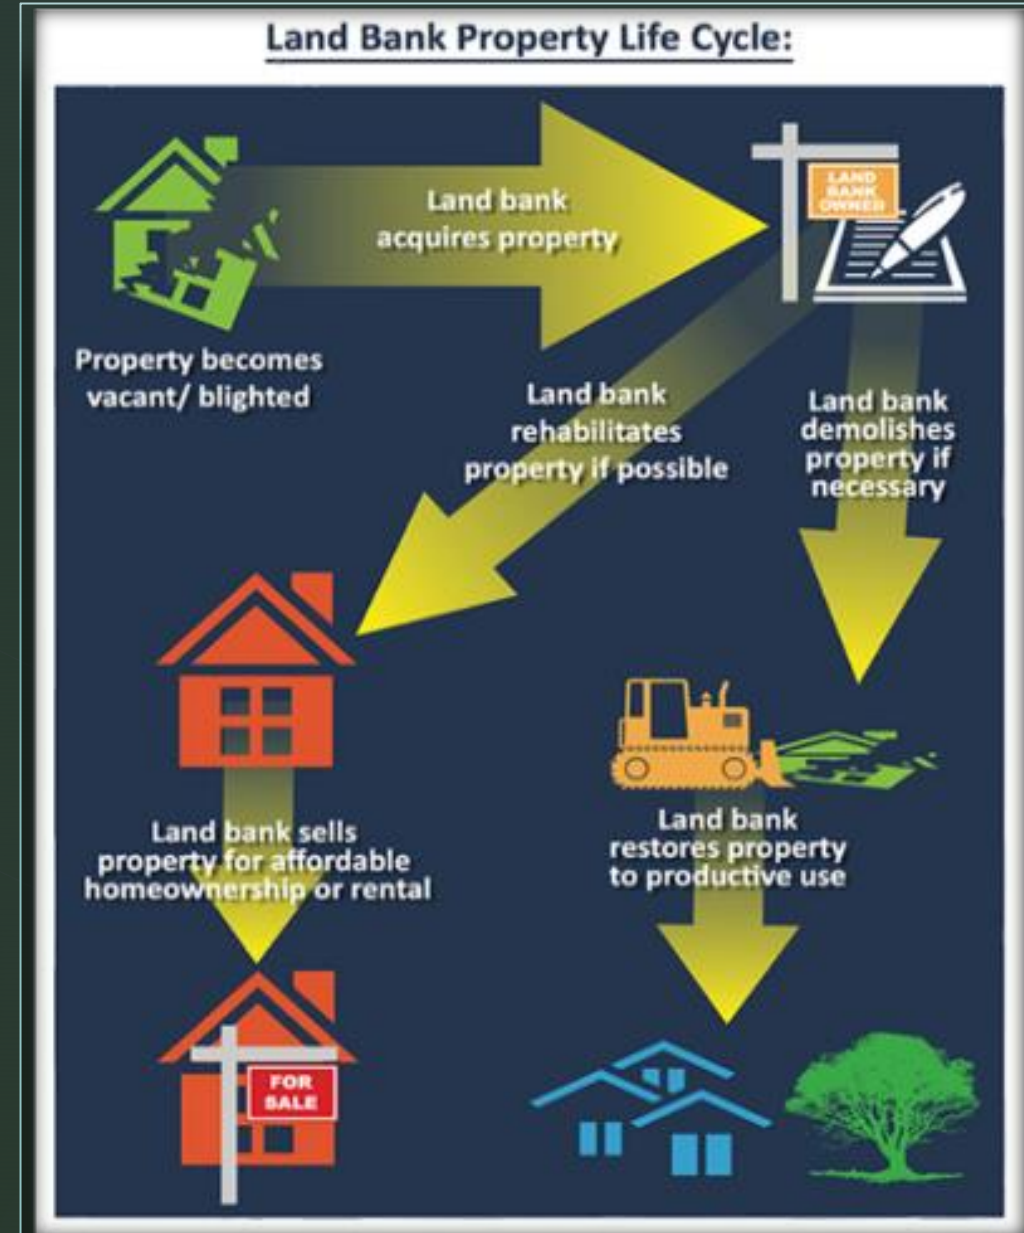 Land Bank Property Life Cycle:
Land bank
acquires property
LAND
BANK
OWNED
Property becomes
vacant/ blighted
Land bank
rehabilitates
property if possible
Land bank
demolishes
property if
necessary
Land bank sells
property for affordable
homeownership or rental
Land bank
restores property
to productive use
FOR
SALE